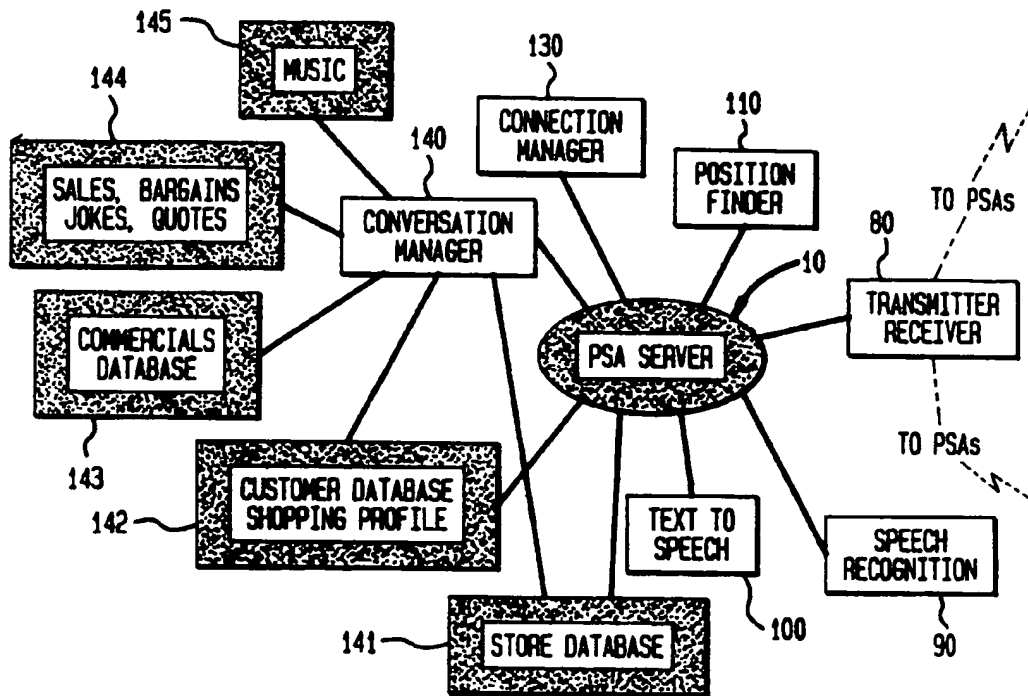 145
MUSIC
130
CONNECTION
MANAGER
110
POSITION
FINDER
144
SALES, BARGAINS
JOKES, QUOTES
140
CONVERSATION
MANAGER
TO PSAs
80
TRANSMITTER
RECEIVER
10
PSA SERVER
COMMERCIALS
DATABASE
143
TO PSAs
142
CUSTOMER DATABASE
SHOPPING PROFILE
TEXT TO
SPEECH
100
SPEECH
RECOGNITION
90
141
STORE DATABASE